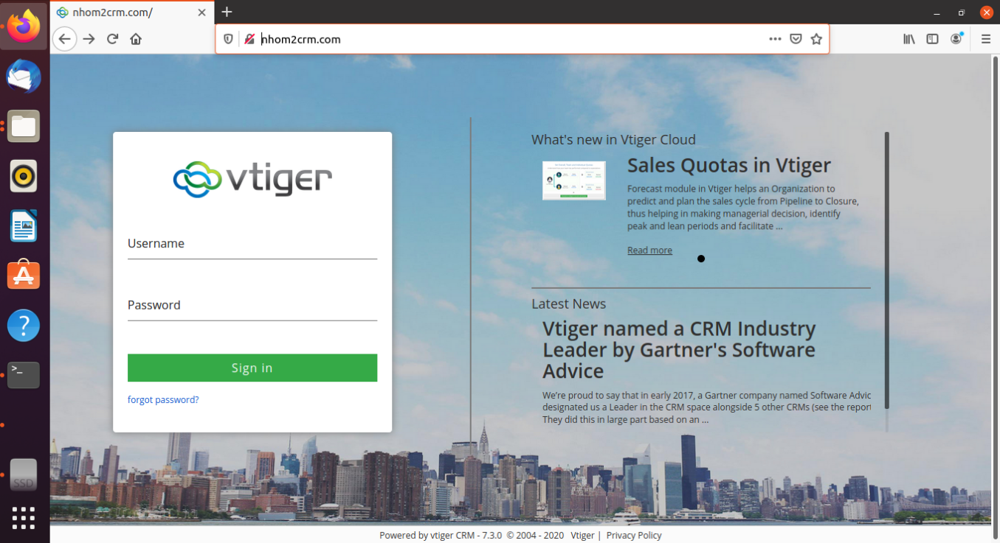 nhom2crm.com/
nhom2crm.com
vtiger
Username
Password
Sign in
forgot password?
What's new in Vtiger Cloud
Sales Quotas in Vtiger
Forecast module in Vtiger helps an Organization to
predict and plan the sales cycle from Pipeline to Closure,
thus helping in making managerial decision, identify
peak and lean periods and facilitate ...
Read more
Latest News
Vtiger named a CRM Industry
Leader by Gartner's Software
Advice
We're proud to say that in early 2017, a Gartner company named Software Advic
designated us a Leader in the CRM space alongside 5 other CRMs (see the report
They did this in large part based on an ...
SSD
Powered by vtiger CRM - 7.3.0 © 2004 - 2020 Vtiger | Privacy Policy